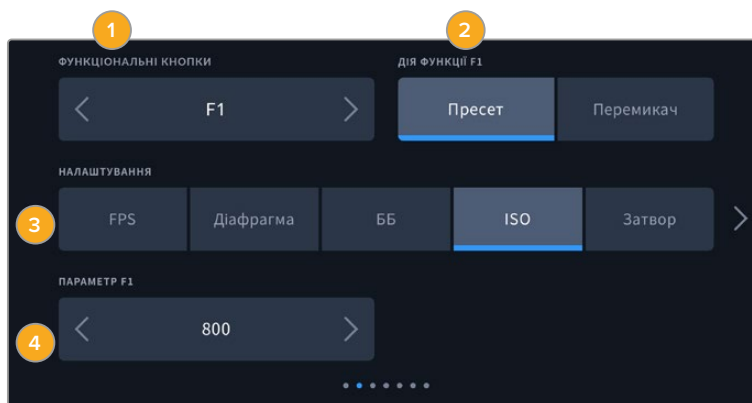 1
2
ФУНКЦІОНАЛЬНІ КНОПКИ
ДІЯ ФУНКЦІЇ F1
F1
Пресет
Перемикач
НАЛАШТУВАННЯ
3
FPS
Діафрагма
ББ
ISO
Затвор
ПАРАМЕТР F1
4
800